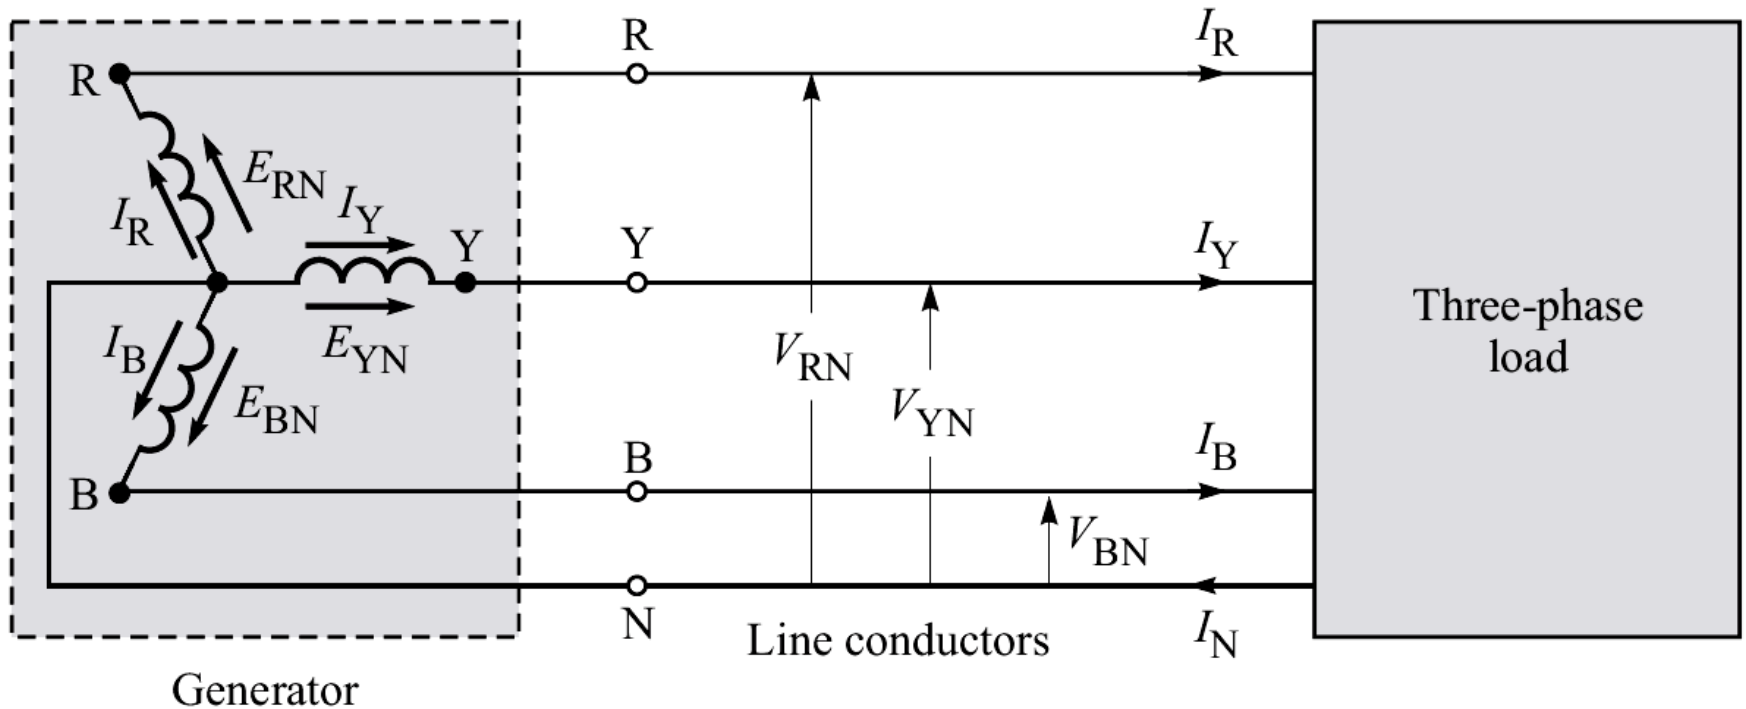 R
I_R
R
E_RN
I_Y
I_R
Y
Y
I_Y
I_B
E_YN
V_RN
Three-phase
load
E_BN
V_YN
B
I_B
B
V_BN
N
Line conductors
I_N
Generator